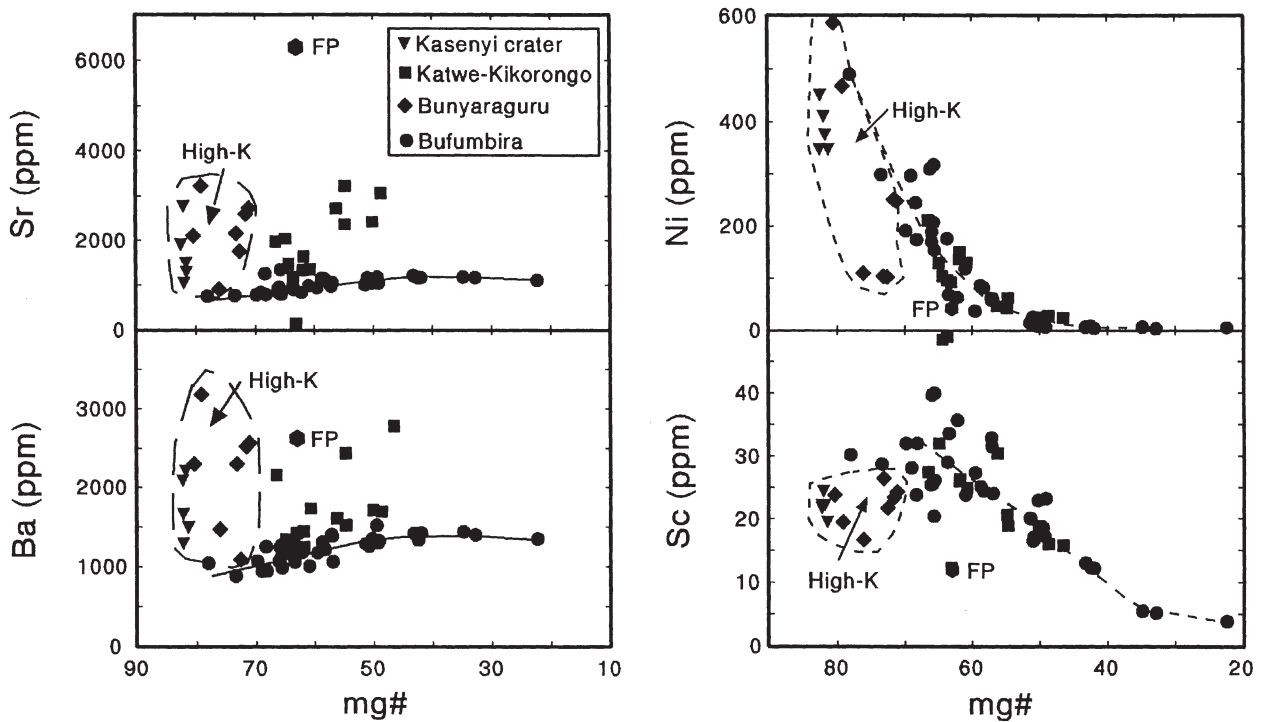 Sr (ppm)
6000
4000
2000
0
FP
High-K
Kasenyi crater
Katwe-Kikorongo
Bunyaraguru
Bufumbira
Ba (ppm)
3000
2000
1000
0
High-K
FP
90
70
50
30
10
mg#
Ni (ppm)
600
400
200
0
High-K
FP
Sc (ppm)
40
30
20
10
0
High-K
FP
80
60
40
20
mg#